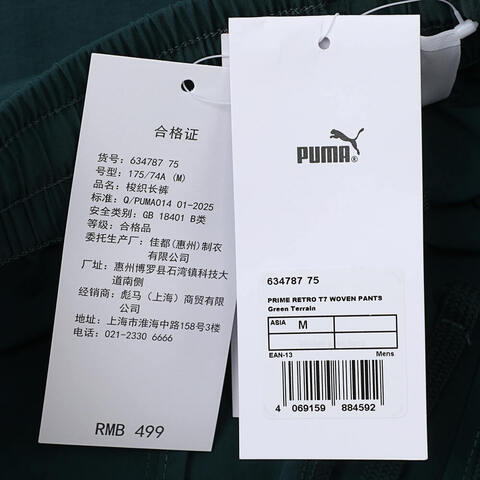 合格证
货号: 634787 75
号型: 175/74A (M)
品名: 梭织长裤
标准: Q/PUMA014 01-2025
安全类别: GB 18401 B类
等级: 合格品
委托生产厂: 佳都(惠州)制衣
有限公司
厂址: 惠州博罗县石湾镇科技大
道南侧
经销商: 彪马(上海)商贸有
限公司
地址: 上海市淮海中路158号3楼
电话: 021-2330 6666
RMB 499
PUMA
634787 75
PRIME RETRO T7 WOVEN PANTS
Green Terrain
ASIA M
EAN-13 Mens
4 069159 884592